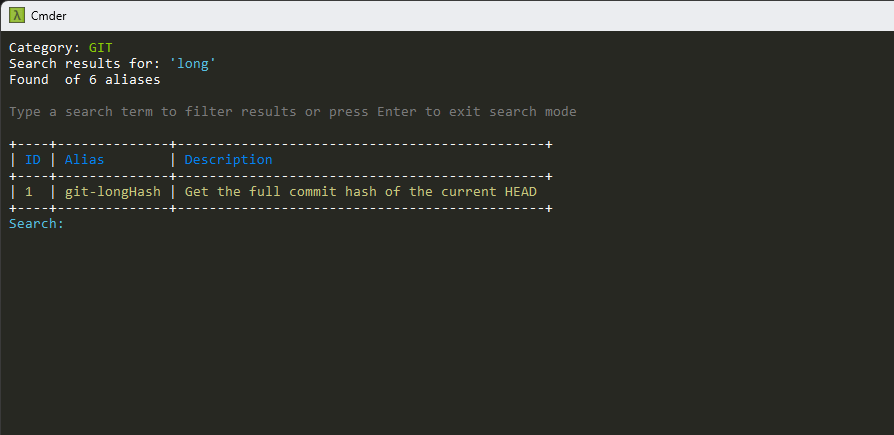 λ Cmder
Category: GIT
Search results for: 'long'
Found  of 6 aliases
Type a search term to filter results or press Enter to exit search mode
+----+--------------+----------------------------------------------+
| ID | Alias        | Description
+----+--------------+----------------------------------------------+
| 1  | git-longHash | Get the full commit hash of the current HEAD
+----+--------------+----------------------------------------------+
Search: